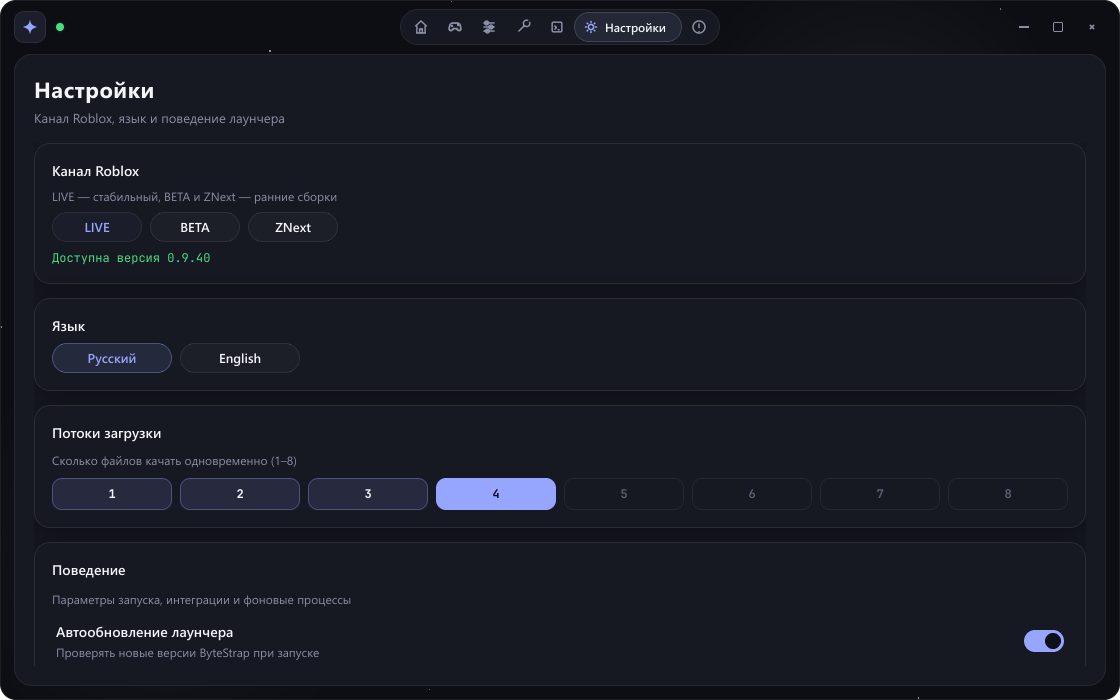 Настройки
Настройки
Канал Roblox, язык и поведение лаунчера
Канал Roblox
LIVE — стабильный, BETA и ZNext — ранние сборки
LIVE BETA ZNext
Доступна версия 0.9.40
Язык
Русский English
Потоки загрузки
Сколько файлов качать одновременно (1–8)
1 2 3 4 5 6 7 8
Поведение
Параметры запуска, интеграции и фоновые процессы
Автообновление лаунчера
Проверять новые версии ByteStrap при запуске